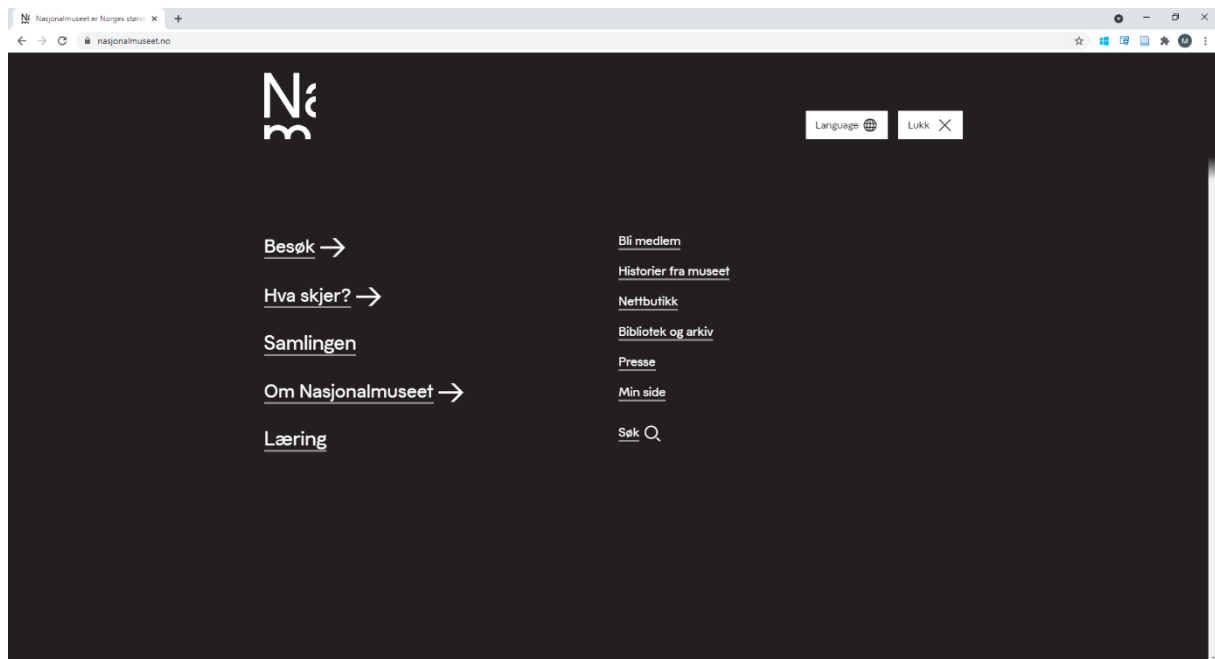 Nasjonalmuseet er Norges størst
nasjonalmuseet.no
M
Na
m
Language
Lukk
Besøk
Hva skjer?
Samlingen
Om Nasjonalmuseet
Læring
Bli medlem
Historier fra museet
Nettbutikk
Bibliotek og arkiv
Presse
Min side
Søk